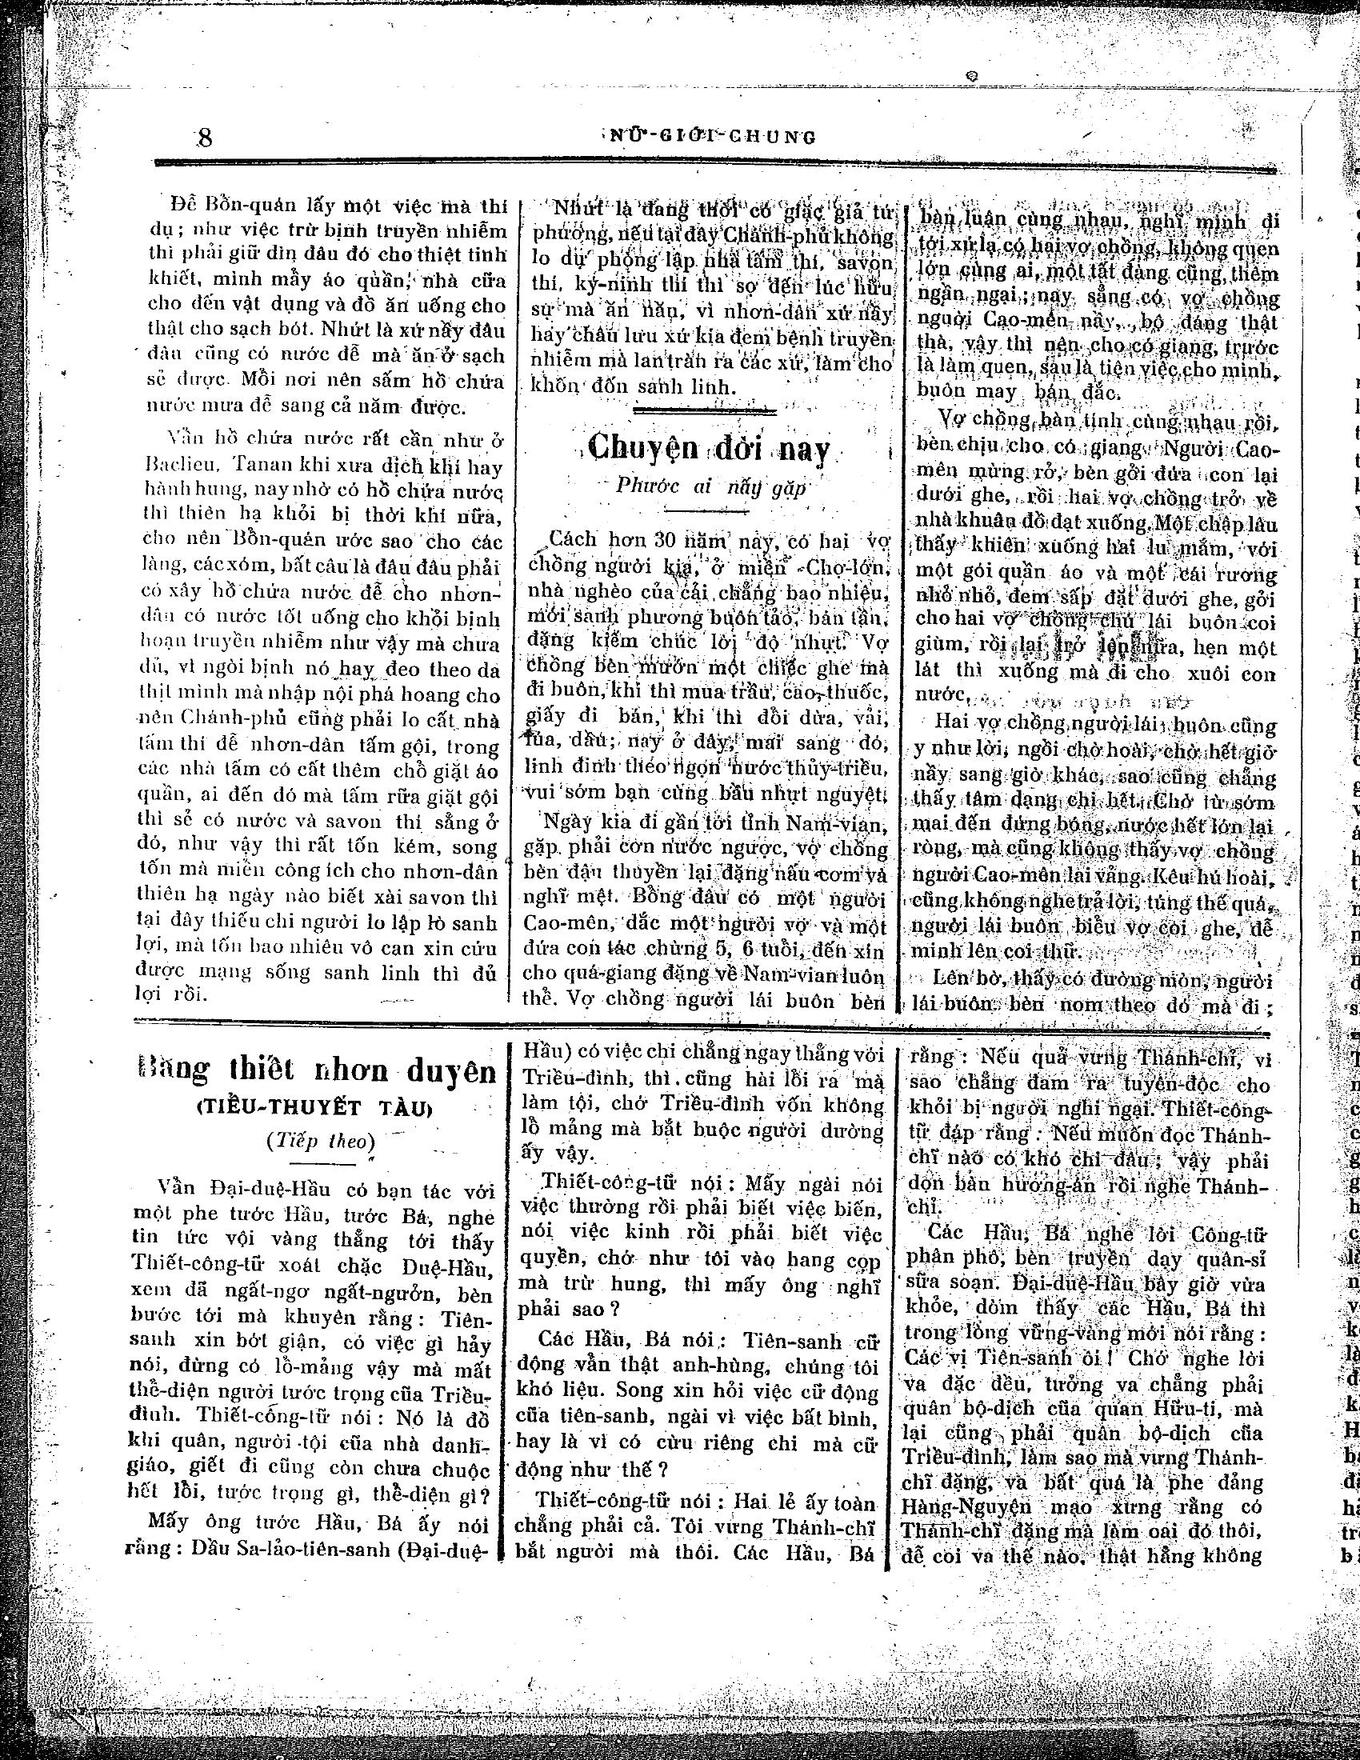 8
NỮ-GIỚI-CHUNG
Để Bổn-quán lấy một việc mà thí
dụ; như việc trừ bịnh truyền nhiễm
thì phải giữ dìn đâu đó cho thiệt tinh
khiết, mình mẩy áo quần, nhà cữa
cho đến vật dụng và đồ ăn uống cho
thật cho sạch bót. Nhứt là xứ nầy đâu
đâu cũng có nước dễ mà ăn ở sạch
sẻ được. Mỗi nơi nên sấm hồ chứa
nước mưa để sang cả năm được.
Vẩn hồ chứa nước rất cần như ở
Baclieu, Tanan khi xưa dịch khí hay
hành hung, nay nhờ có hồ chứa nước
thì thiên hạ khỏi bị thời khí nữa,
cho nên Bổn-quán ước sao cho các
làng, các xóm, bất câu là đâu đâu phải
có xây hồ chứa nước để cho nhơn-
dân có nước tốt uống cho khỏi bịnh
hoạn truyền nhiễm như vậy mà chưa
đủ, vì ngòi bịnh nó hay đeo theo da
thịt mình mà nhập nội phá hoang cho
nên Chánh-phủ cũng phải lo cất nhà
tấm thí để nhơn-dân tấm gội, trong
các nhà tấm có cất thêm chổ giặt áo
quần, ai đến đó mà tấm rữa giặt gội
thì sẻ có nước và savon thí sẳng ở
đó, như vậy thì rất tốn kém, song
tốn mà miễn công ích cho nhơn-dân
thiên hạ ngày nào biết xài savon thì
tại đây thiếu chi người lo lập lò sanh
lợi, mà tốn bao nhiêu vô can xin cứu
được mạng sống sanh linh thì đủ
lợi rồi.
Nhứt là đang thời có giặc giả tứ
phương, nếu tại đây Chánh-phủ không
lo dự phòng lập nhà tấm thí, savon
thí, ký-ninh thí thì sợ đến lúc hữu
sự mà ăn năn, vì nhơn-dân xứ nầy
hay châu lưu xứ kia đem bệnh truyền
nhiễm mà lan tràn ra các xứ, làm cho
khốn đốn sanh linh.
Chuyện đời nay
Phước ai nấy gặp
Cách hơn 30 năm nay, có hai vợ
chồng người kia, ở miền Chợ-lớn,
nhà nghèo của cải chẳng bao nhiêu,
mới sanh phương buôn tảo, bán tần,
đặng kiếm chúc lời độ nhựt. Vợ
chồng bèn mướn một chiếc ghe mà
đi buôn, khi thì mua trầu, cao, thuốc,
giấy đi bán, khi thì đổi dừa, vải,
lụa, dầu; nay ở đây, mai sang đó,
linh đinh theo ngọn nước thủy-triều,
vui sớm bạn cùng bầu nhựt nguyệt.
Ngày kia đi gần tới tỉnh Nam-vian,
gặp phải cơn nước ngược, vợ chồng
bèn đậu thuyền lại đặng nấu cơm và
nghĩ mệt. Bổng đâu có một người
Cao-mên, dắc một người vợ và một
đứa con tác chừng 5, 6 tuổi, đến xin
cho quá-giang đặng về Nam-vian luôn
thể. Vợ chồng người lái buôn bèn
bàn luận cùng nhau, nghĩ mình đi
tới xứ lạ có hai vợ chồng, không quen
lớn cùng ai, một tất đàng cũng, thêm
ngần ngại; nay sẳng có vợ chồng
nguời Cao-mên nầy, bộ dáng thật
thà, vậy thì nên cho có giang, trước
là làm quen, sau là tiện việc cho mình,
buôn may bán đắc.
Vợ chồng bàn tính cùng nhau rồi,
bèn chịu cho có giang. Người Cao-
mên mừng rở, bèn gởi đứa con lại
dưới ghe, rồi hai vợ chồng trở về
nhà khuân đồ đạt xuống. Một chập lâu
thấy khiên xuống hai lu mắm, với
một gói quần áo và một cái rương
nhỏ nhỏ, đem sấp đặt dưới ghe, gởi
cho hai vợ chồng chú lái buôn coi
giùm, rồi lại trở lên nữa, hẹn một
lát thì xuống mà đi cho xuôi con
nước.
Hai vợ chồng người lái buôn cũng
y như lời, ngồi chờ hoài, chờ hết giờ
nầy sang giờ khác, sao cũng chẳng
thấy tâm dạng chi hết. Chờ từ sớm
mai đến đứng bóng, nước hết lớn lại
ròng, mà cũng không thấy vợ chồng
người Cao-mên lai vảng. Kêu hú hoài,
cũng không nghe trả lời, túng thế quá,
người lái buôn biểu vợ coi ghe, để
mình lên coi thữ.
Lên bờ, thấy có đường mòn, người
lái buôn bèn nom theo đó mà đi;
Bằng thiết nhơn duyên
(TIỂU-THUYẾT TÀU)
(Tiếp theo)
Vẫn Đại-duệ-Hầu có bạn tác với
một phe tước Hầu, tước Bá, nghe
tin tức vội vàng thẳng tới thấy
Thiết-công-tữ xoát chặc Duệ-Hầu,
xem đã ngất-ngơ ngất-ngưởn, bèn
bước tới mà khuyên rằng: Tiên-
sanh xin bớt giận, có việc gì hảy
nói, đừng có lổ-mảng vậy mà mất
thể-diện người tước trọng của Triều-
đình. Thiết-công-tữ nói: Nó là đồ
khi quân, người tội của nhà danh-
giáo, giết đi cũng còn chưa chuộc
hết lỗi, tước trọng gì, thể-diện gì?
Mấy ông tước Hầu, Bá ấy nói
rằng: Dầu Sa-lảo-tiên-sanh (Đại-duệ-
Hầu) có việc chi chẳng ngay thẳng với
Triều-đình, thì cũng hài lỗi ra mà
làm tội, chớ Triều-đình vốn không
lổ mảng mà bắt buộc người dường
ấy vậy.
Thiết-công-tữ nói: Mấy ngài nói
việc thường rồi phải biết việc biến,
nói việc kinh rồi phải biết việc
quyền, chớ như tôi vào hang cọp
mà trừ hung, thì mấy ông nghĩ
phải sao?
Các Hầu, Bá nói: Tiên-sanh cữ
động vẩn thật anh-hùng, chúng tôi
khó liệu. Song xin hỏi việc cữ động
của tiên-sanh, ngài vì việc bất bình,
hay là vì có cừu riêng chi mà cữ
động như thế?
Thiết-công-tữ nói: Hai lẻ ấy toàn
chẳng phải cả. Tôi vưng Thánh-chĩ
bắt người mà thôi. Các Hầu, Bá
rằng: Nếu quả vưng Thánh-chĩ, vì
sao chẳng đam ra tuyên-độc cho
khỏi bị người nghi ngại. Thiết-công-
tữ đáp rằng: Nếu muốn đọc Thánh-
chĩ nào có khó chi đâu; vậy phải
dọn bàn hương-án rồi nghe Thánh-
chĩ.
Các Hầu, Bá nghe lời Công-tữ
phân phô, bèn truyền dạy quân-sĩ
sữa soạn. Đại-duệ-Hầu bây giờ vừa
khỏe, dòm thấy các Hầu, Bá thì
trong lòng vững-vàng mới nói rằng:
Các vị Tiên-sanh ôi! Chớ nghe lời
va đặc đều, tưởng va chẳng phải
quân bộ-dịch của quan Hữu-ti, mà
lại cũng phải quân bộ-dịch của
Triều-đình, làm sao mà vưng Thánh-
chĩ đặng, va bất quá là phe đảng
Hàng-Nguyện mạo xưng rằng có
Thánh-chĩ đặng mà làm oai đó thôi,
để coi va thế nào, thật hẳng không